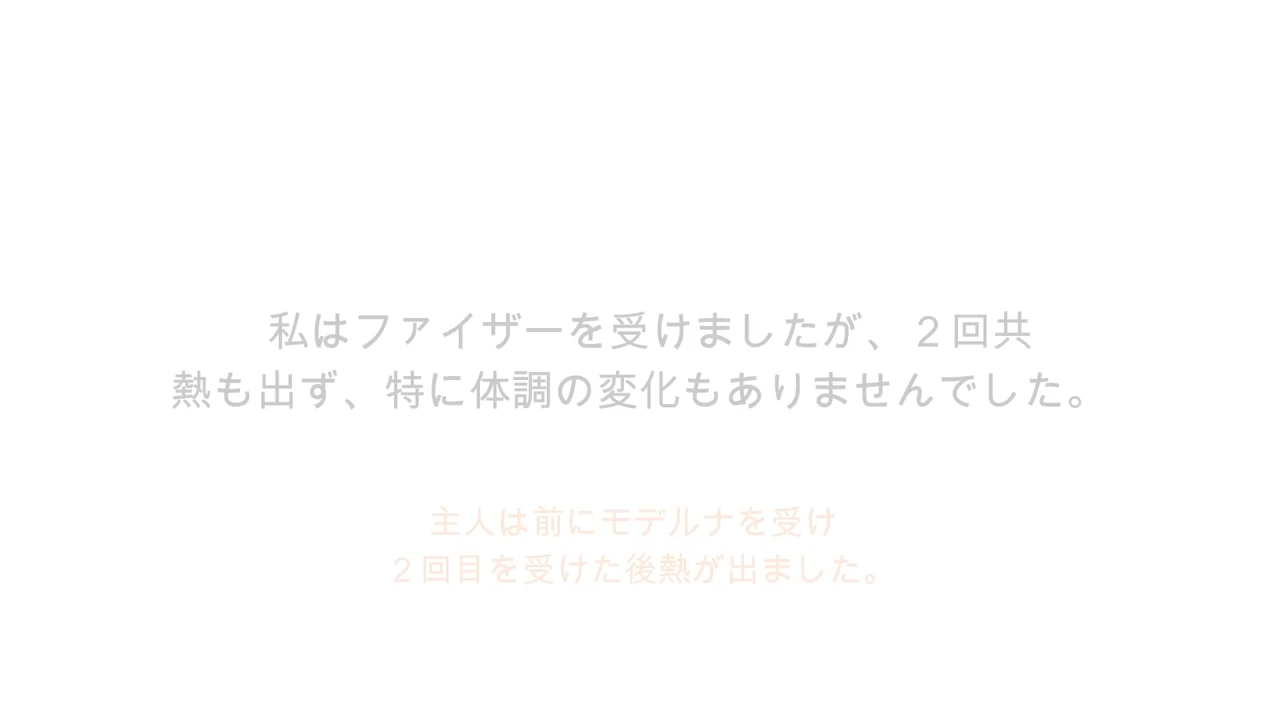 私はファイザーを受けましたが、２回共
熱も出ず、特に体調の変化もありませんでした。
主人は前にモデルナを受け
２回目を受けた後熱が出ました。